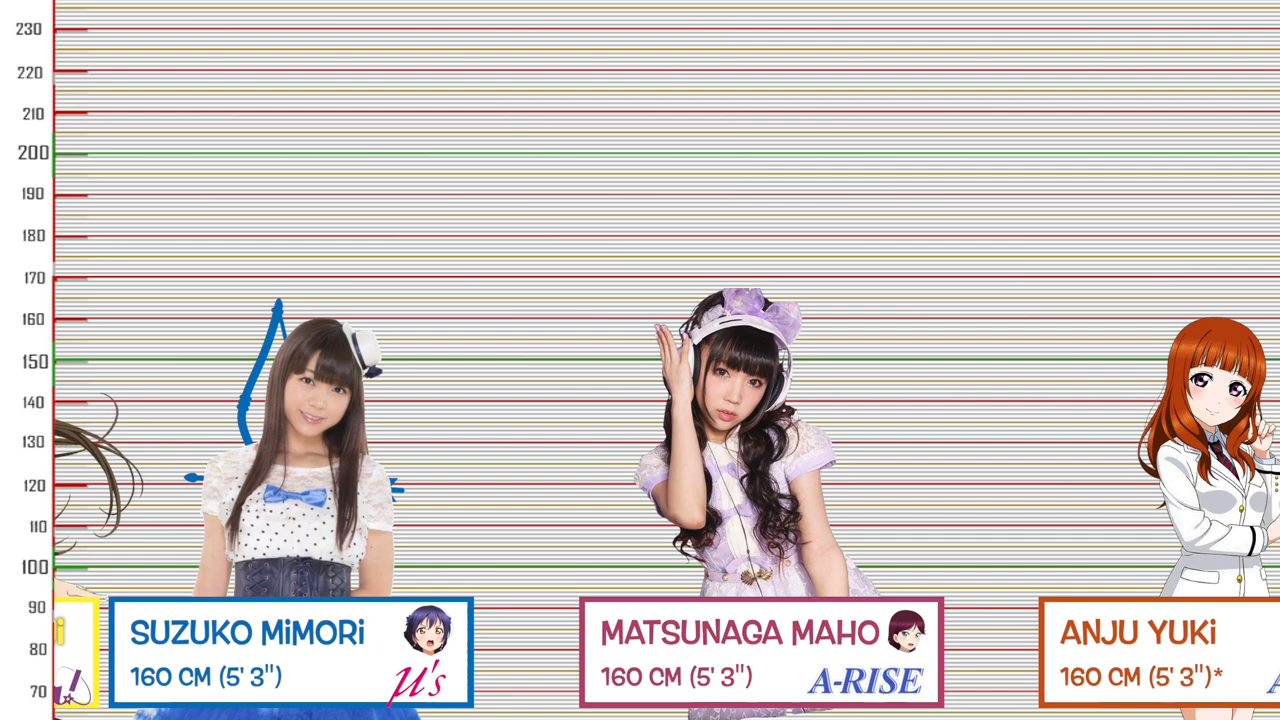 230
220
210
200
190
180
170
160
150
140
130
120
110
100
90
80
70
i
u!
SUZUKO MiMORi
160 CM (5' 3")
μ's
MATSUNAGA MAHO
160 CM (5' 3")
A-RISE
ANJU YUKi
160 CM (5' 3")*
A